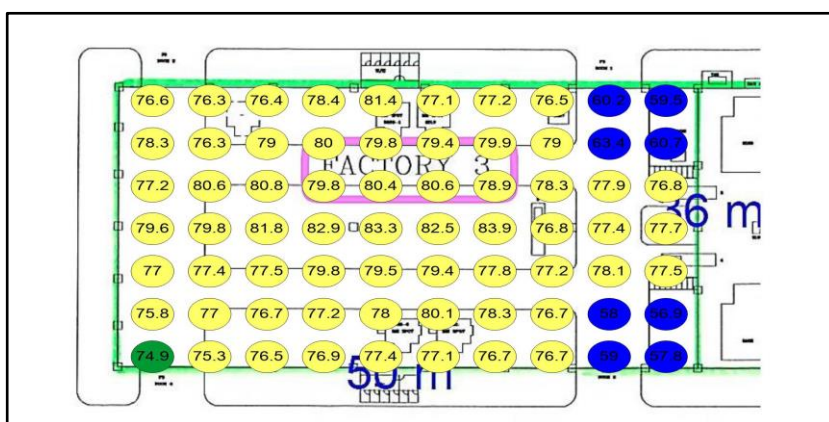 76.6 76.3 76.4 78.4 81.4 77.1 77.2 76.5 60.2 59.5
78.3 76.3 79 80 79.8 79.4 79.9 79 63.4 60.7
FACTORY 3
77.2 80.6 80.8 79.8 80.4 80.6 78.9 78.3 77.9 76.8
36 m
79.6 79.8 81.8 82.9 83.3 82.5 83.9 76.8 77.4 77.7
77 77.4 77.5 79.8 79.5 79.4 77.8 77.2 78.1 77.5
75.8 77 76.7 77.2 78 80.1 78.3 76.7 58 56.9
74.9 75.3 76.5 76.9 77.4 77.1 76.7 76.7 59 57.8
50 m